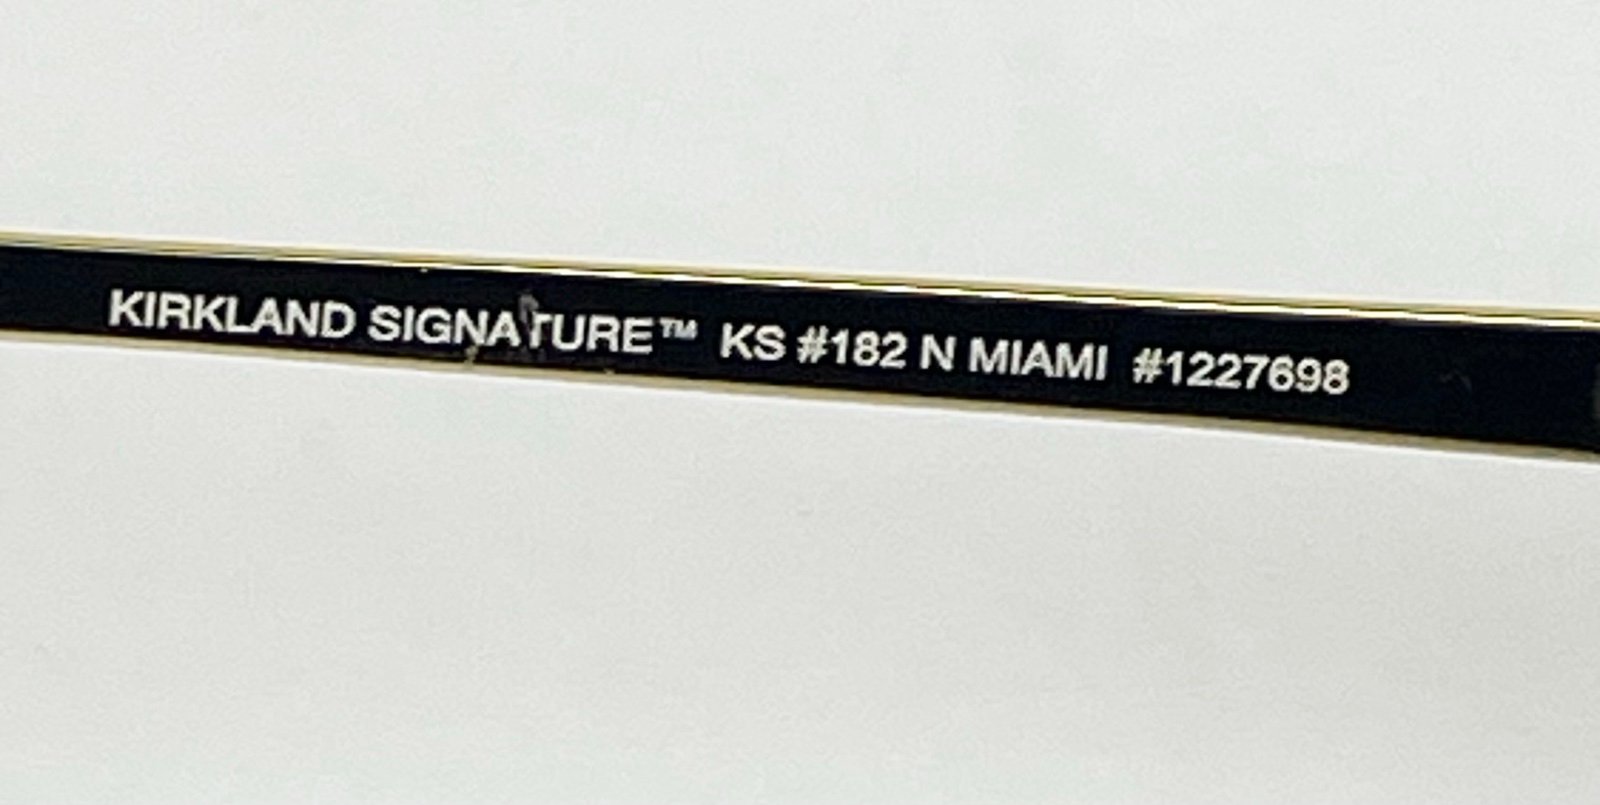 KIRKLAND SIGNATURE™ KS #182 N MIAMI #1227698